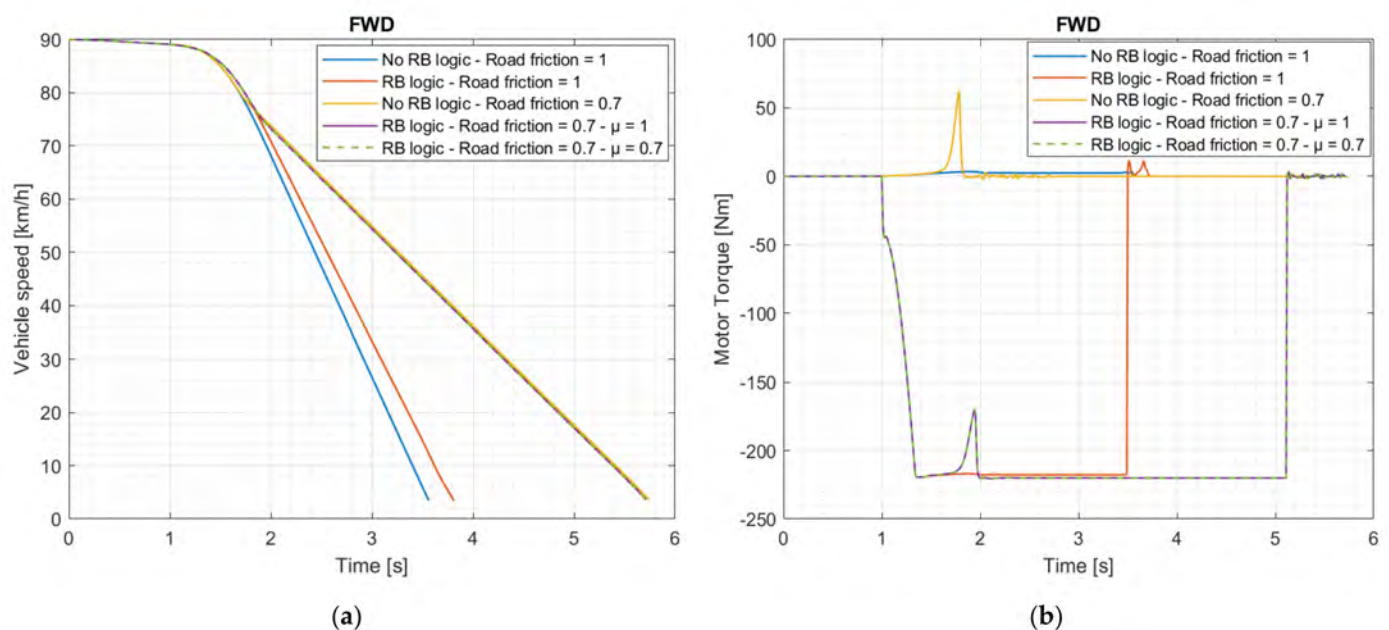 FWD
90
80
70
60
50
40
30
20
10
0
Vehicle speed [km/h]
No RB logic - Road friction = 1
RB logic - Road friction = 1
No RB logic - Road friction = 0.7
RB logic - Road friction = 0.7 - μ = 1
RB logic - Road friction = 0.7 - μ = 0.7
0 1 2 3 4 5 6
Time [s]
(a)
FWD
100
50
0
-50
-100
-150
-200
-250
Motor Torque [Nm]
No RB logic - Road friction = 1
RB logic - Road friction = 1
No RB logic - Road friction = 0.7
RB logic - Road friction = 0.7 - μ = 1
RB logic - Road friction = 0.7 - μ = 0.7
0 1 2 3 4 5 6
Time [s]
(b)